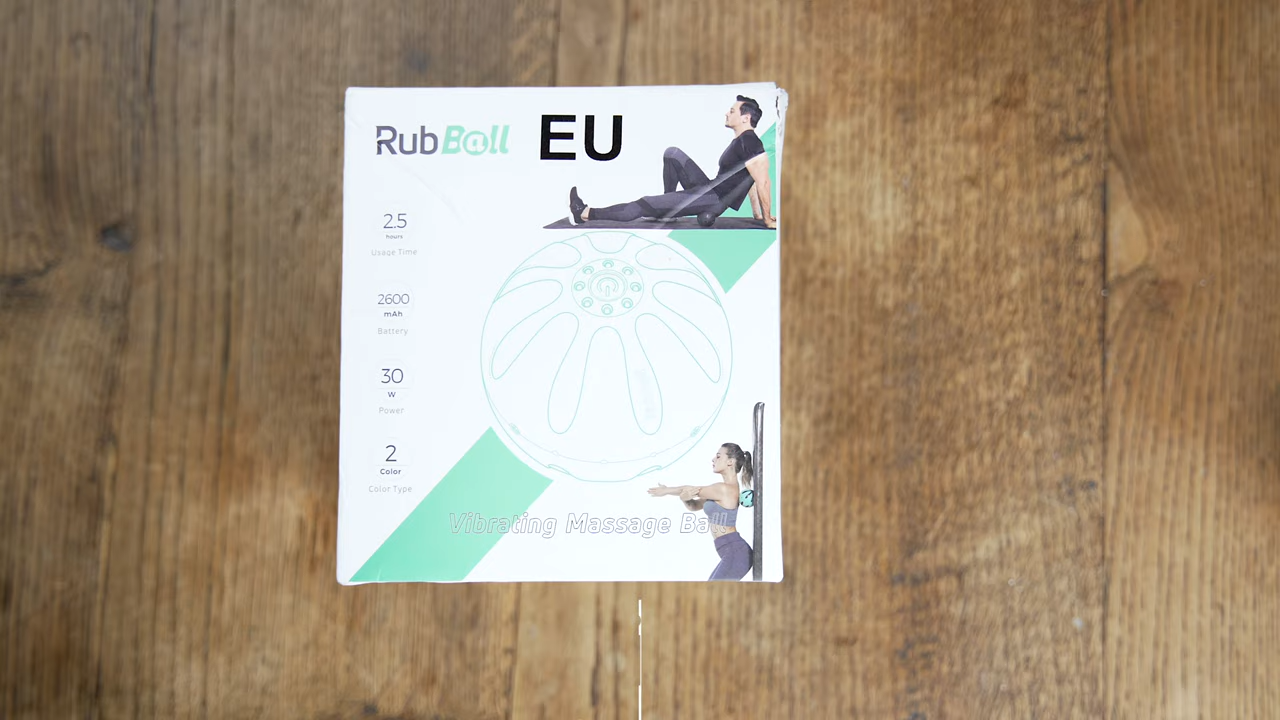 RubBall EU
2.5
hours
Usage Time
2600
mAh
Battery
30
W
Power
2
Color
Color Type
Vibrating Massage Ball